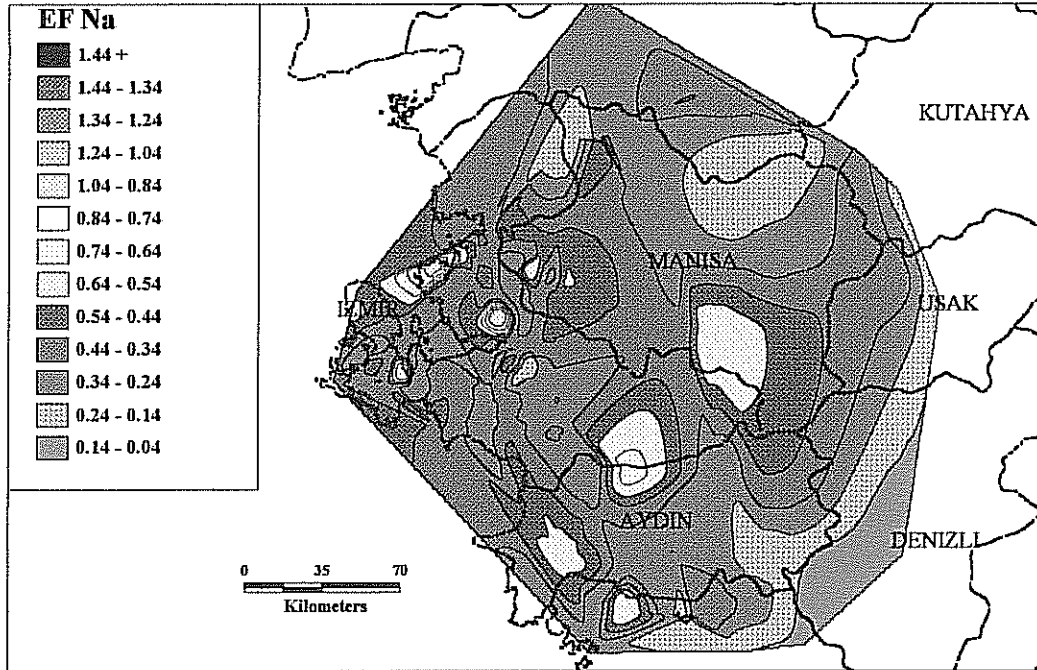 EF Na
1.44 +
1.44 - 1.34
1.34 - 1.24
1.24 - 1.04
1.04 - 0.84
0.84 - 0.74
0.74 - 0.64
0.64 - 0.54
0.54 - 0.44
0.44 - 0.34
0.34 - 0.24
0.24 - 0.14
0.14 - 0.04
KUTAHYA
MANISA
IZMIR
USAK
AYDIN
DENIZLI
0 35 70
Kilometers